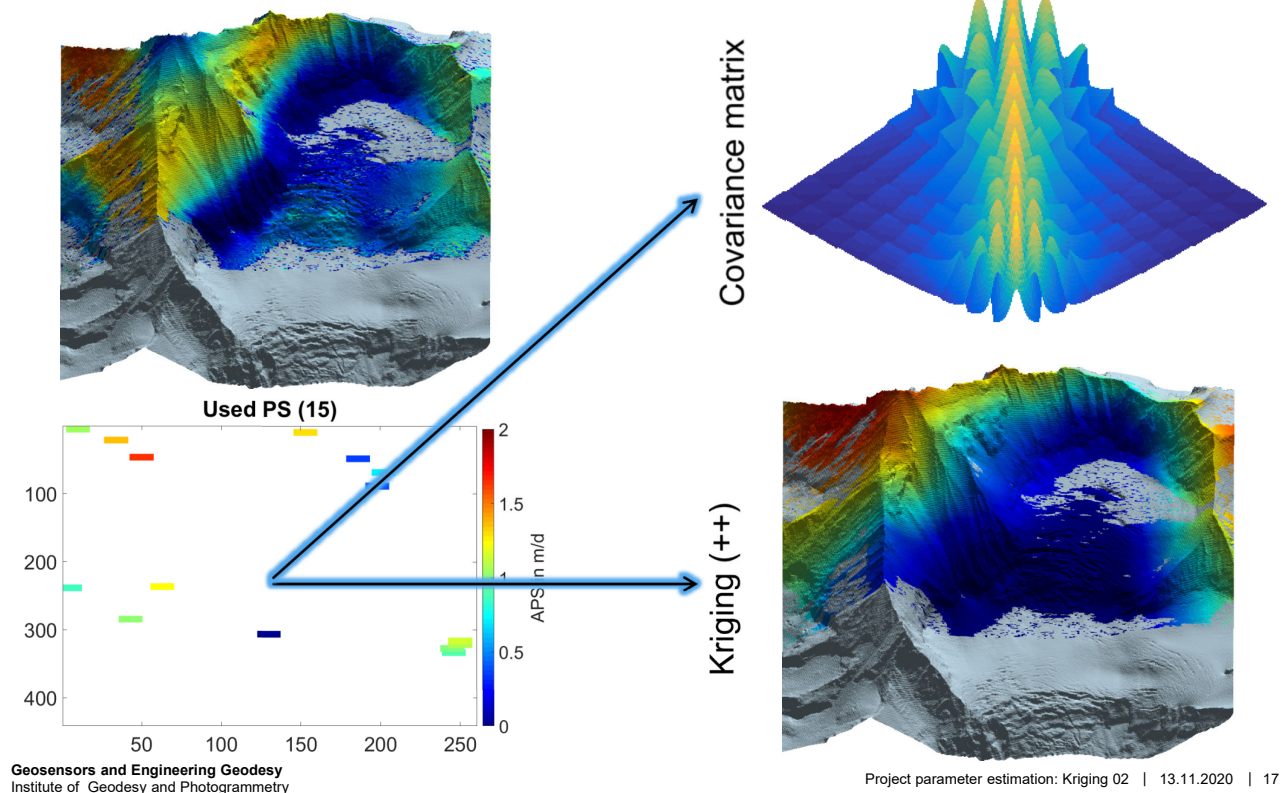 Covariance matrix
Used PS (15)
100
200
300
400
50
100
150
200
250
2
1.5
1
0.5
0
APS in m/d
Kriging (++)
Geosensors and Engineering Geodesy
Institute of Geodesy and Photogrammetry
Project parameter estimation: Kriging 02 | 13.11.2020 | 17